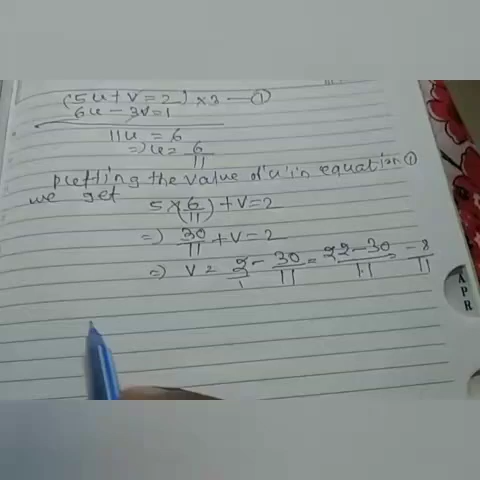 (5u + v = 2) × 3 — ①
6u - 3v = 1
11u = 6
=> u = 6/11
putting the value of 'u' in equation ①
we get
5 × (6/11) + v = 2
=) 30/11 + v = 2
=) v = 2/1 - 30/11 = 22-30/11 = -8/11
APR